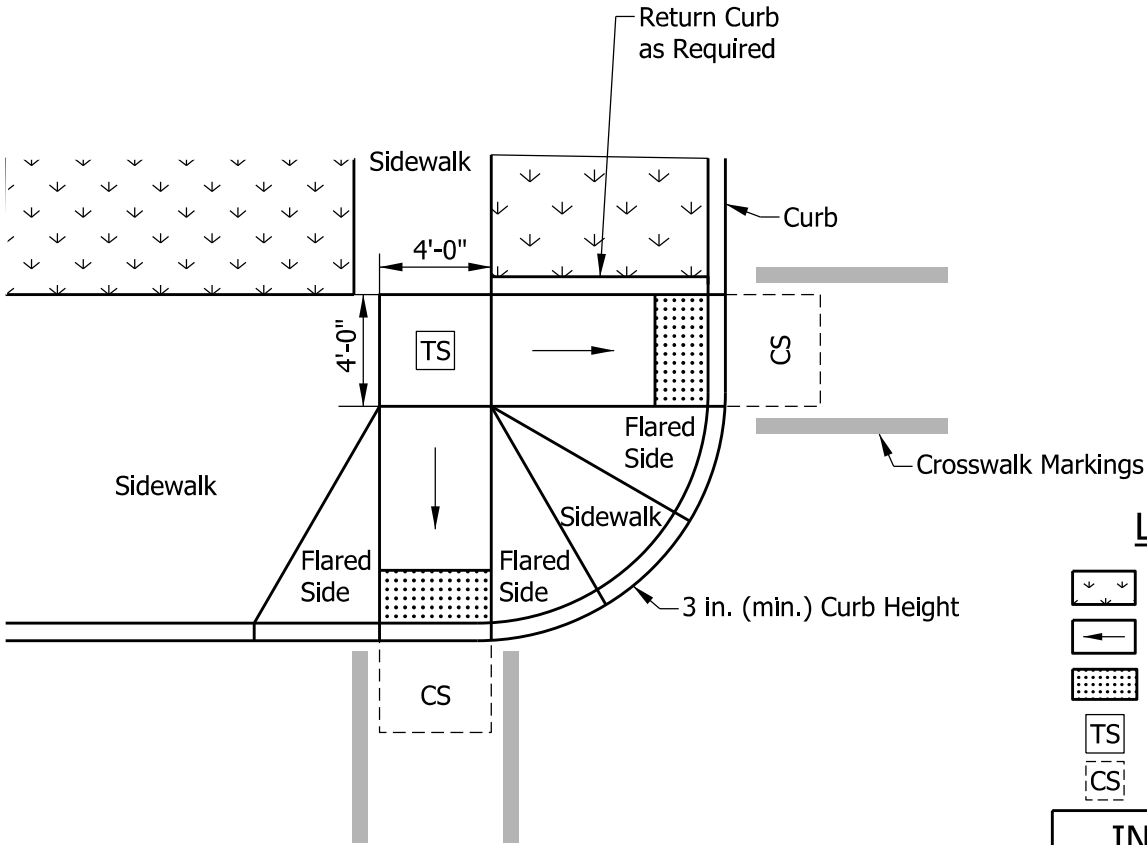 Return Curb
as Required
Sidewalk
Curb
4'-0"
4'-0"
TS
CS
Flared
Side
Crosswalk Markings
Sidewalk
Sidewalk
Flared
Side
Flared
Side
3 in. (min.) Curb Height
CS
L
TS
CS
IN